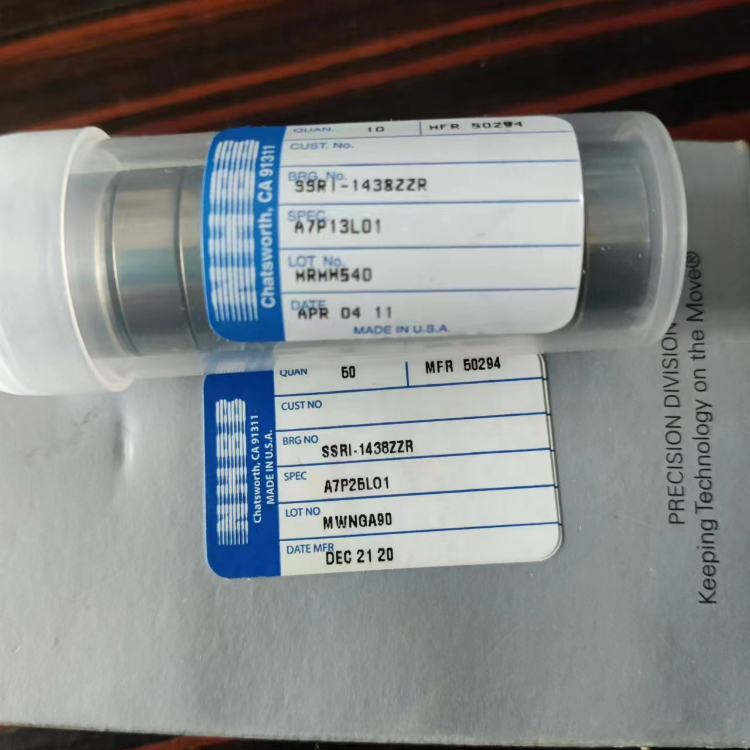 QUAN. 10 MFR 50294
CUST. No.
BRG. No. SSRI-1438ZZR
SPEC A7P13L01
LOT No. MRMM540
DATE APR 04 11
MADE IN U.S.A.
NHBB
Chatsworth, CA 91311
QUAN 50 MFR 50294
CUST NO
BRG NO SSRI-1438ZZR
SPEC A7P25L01
LOT NO MWNGA90
DATE MFR DEC 21 20
NHBB
Chatsworth, CA 91311
MADE IN U.S.A.
PRECISION DIVISION
Keeping Technology on the Move®